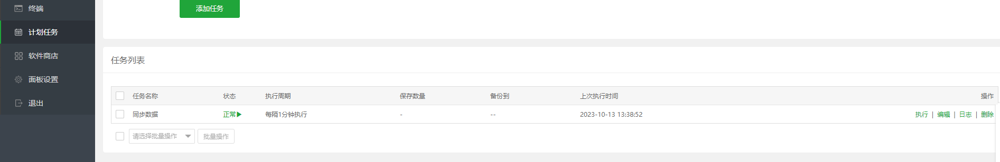 终端
添加任务
计划任务
软件商店
面板设置
退出
任务列表
任务名称 状态 执行周期 保存数量 备份到 上次执行时间 操作
同步数据 正常▶ 每隔1分钟执行 - -- 2023-10-13 13:38:52 执行 | 编辑 | 日志 | 删除
请选择批量操作 批量操作